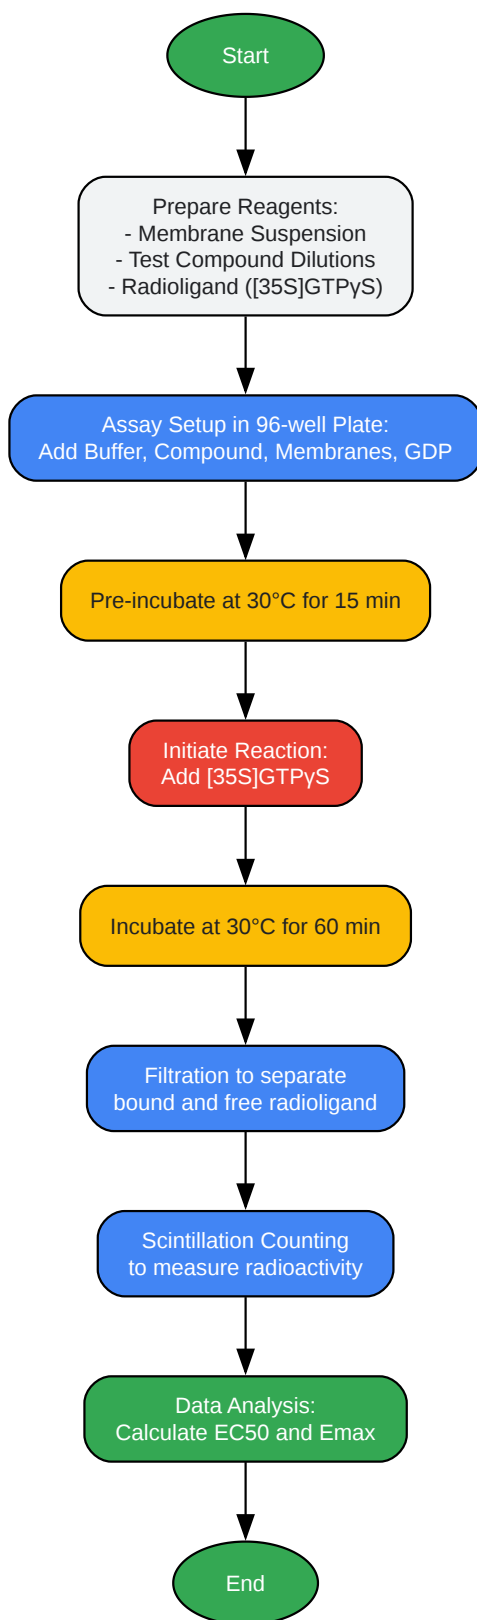 Start
Prepare Reagents:
- Membrane Suspension
- Test Compound Dilutions
- Radioligand ([35S]GTPγS)
Assay Setup in 96-well Plate:
Add Buffer, Compound, Membranes, GDP
Pre-incubate at 30°C for 15 min
Initiate Reaction:
Add [35S]GTPγS
Incubate at 30°C for 60 min
Filtration to separate
bound and free radioligand
Scintillation Counting
to measure radioactivity
Data Analysis:
Calculate EC50 and Emax
End